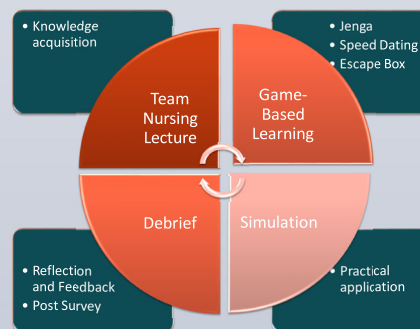 • Knowledge
acquisition
• Jenga
• Speed Dating
• Escape Box
Team
Nursing
Lecture
Game-
Based
Learning
Debrief
Simulation
• Reflection
and Feedback
• Post Survey
• Practical
application